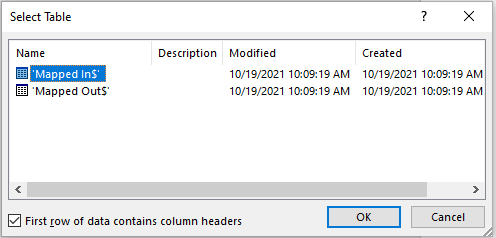 Select Table
Name Description Modified Created
'Mapped In$' 10/19/2021 10:09:19 AM 10/19/2021 10:09:19 AM
'Mapped Out$' 10/19/2021 10:09:19 AM 10/19/2021 10:09:19 AM
First row of data contains column headers
OK Cancel